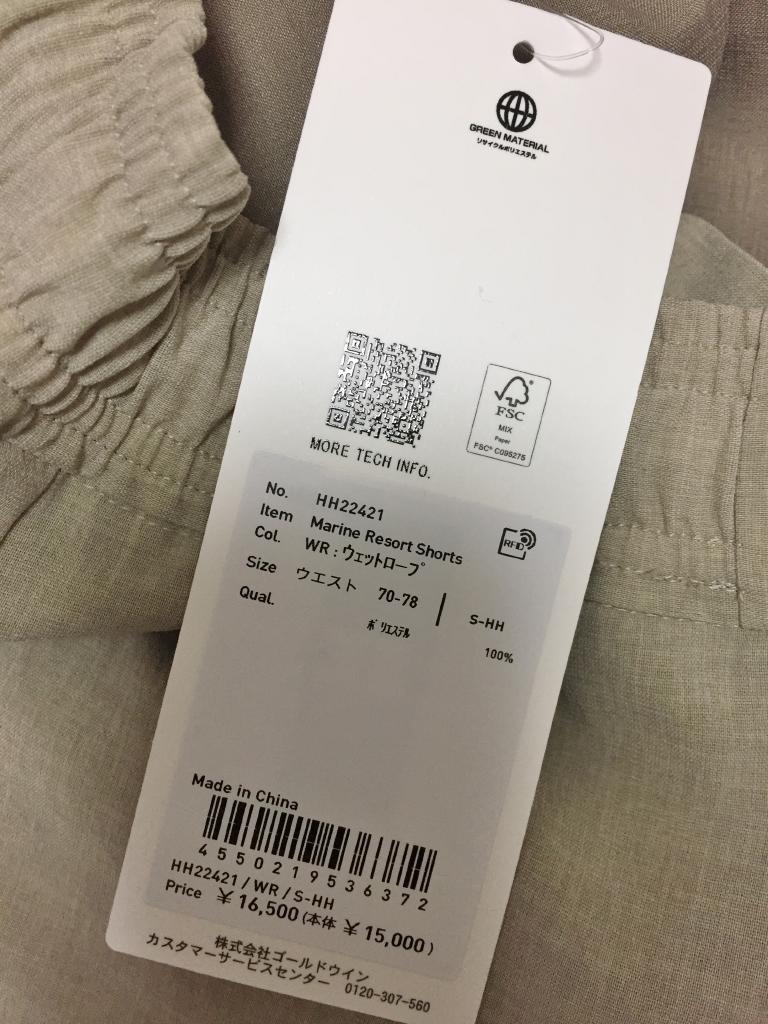 GREEN MATERIAL
リサイクルポリエステル
FSC
MIX
Paper
FSC® C095275
MORE TECH INFO.
No. HH22421
Item Marine Resort Shorts
RFID
Col. WR : ウェットロープ
Size ウエスト 70-78 | S-HH
Qual.
ポリエステル 100%
Made in China
4550219536372
HH22421 / WR / S-HH
Price ¥ 16,500 (本体 ¥ 15,000)
株式会社ゴールドウイン
カスタマーサービスセンター 0120-307-560